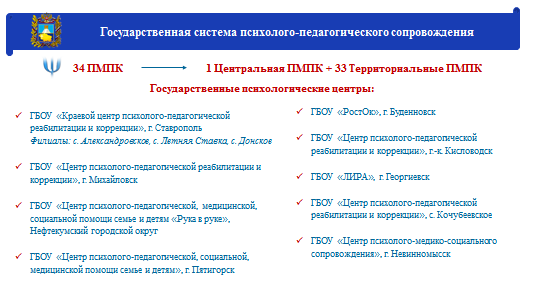 Государственная система психолого-педагогического сопровождения
34 ПМПК 1 Центральная ПМПК + 33 Территориальные ПМПК
Государственные психологические центры:
ГБОУ «Краевой центр психолого-педагогической
реабилитации и коррекции», г. Ставрополь
Филиалы: с. Александровское, с. Летняя Ставка, с. Донское
ГБОУ «Центр психолого-педагогической реабилитации и
коррекции», г. Михайловск
ГБОУ «Центр психолого-педагогической, медицинской,
социальной помощи семье и детям «Рука в руке»,
Нефтекумский городской округ
ГБОУ «Центр психолого-педагогической, социальной,
медицинской помощи семье и детям», г. Пятигорск
ГБОУ «РостОк», г. Буденновск
ГБОУ «Центр психолого-педагогической
реабилитации и коррекции», г.-к. Кисловодск
ГБОУ «ЛИРА», г. Георгиевск
ГБОУ «Центр психолого-педагогической
реабилитации и коррекции», с. Кочубеевское
ГБОУ «Центр психолого-медико-социального
сопровождения», г. Невинномысск